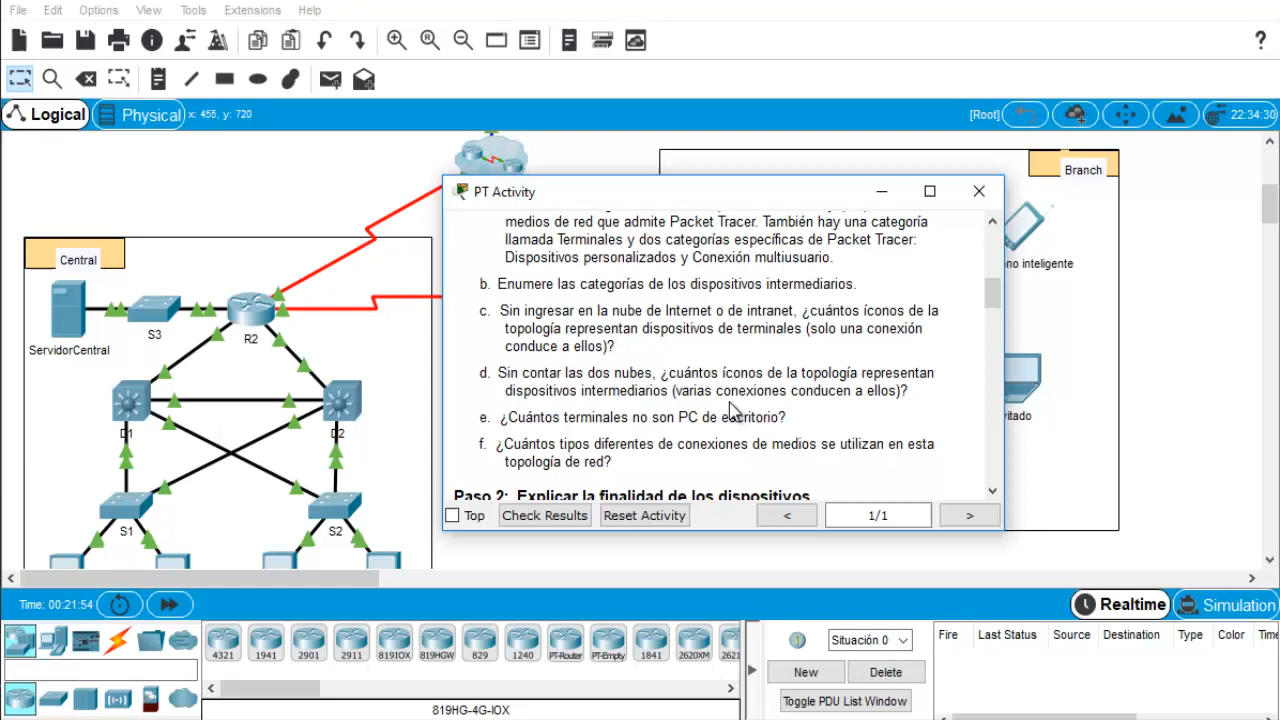 File Edit Options View Tools Extensions Help
?
Logical Physical x: 455, y: 720 [Root] 22:34:30
Central
ServidorCentral
S3
R2
D1
D2
S1
S2
Branch
no inteligente
itado
PT Activity
medios de red que admite Packet Tracer. También hay una categoría
llamada Terminales y dos categorías específicas de Packet Tracer:
Dispositivos personalizados y Conexión multiusuario.
b. Enumere las categorías de los dispositivos intermediarios.
c. Sin ingresar en la nube de Internet o de intranet, ¿cuántos íconos de la
topología representan dispositivos de terminales (solo una conexión
conduce a ellos)?
d. Sin contar las dos nubes, ¿cuántos íconos de la topología representan
dispositivos intermediarios (varias conexiones conducen a ellos)?
e. ¿Cuántos terminales no son PC de escritorio?
f. ¿Cuántos tipos diferentes de conexiones de medios se utilizan en esta
topología de red?
Paso 2: Explicar la finalidad de los dispositivos
Top Check Results Reset Activity < 1/1 >
Time: 00:21:54 Realtime Simulation
4321 1941 2901 2911 819IOX 819HGW 829 1240 PT-Router PT-Empty 1841 2620XM 2621
819HG-4G-IOX
Situación 0
New Delete
Toggle PDU List Window
Fire Last Status Source Destination Type Color Time